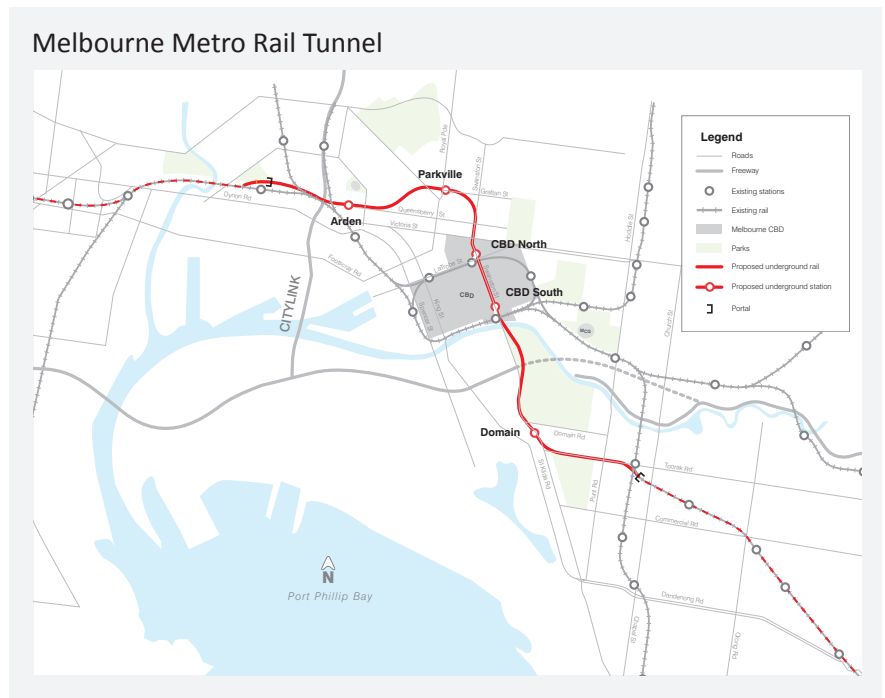 Melbourne Metro Rail Tunnel
Legend
Roads
Freeway
Existing stations
Existing rail
Melbourne CBD
Parks
Proposed underground rail
Proposed underground station
Portal
Royal Pde
Swanston St
Parkville
Grattan St
Dynon Rd
Arden
Queensberry St
Victoria St
Hoddle St
CBD North
LaTrobe St
Footscray Rd
Swanston St
CBD South
CITYLINK
CBD
King St
Spencer St
MCG
Church St
Domain
Domain Rd
St Kilda Rd
Punt Rd
Toorak Rd
Commercial Rd
N
Port Phillip Bay
Dandenong Rd
Chapel St
Orrong Rd